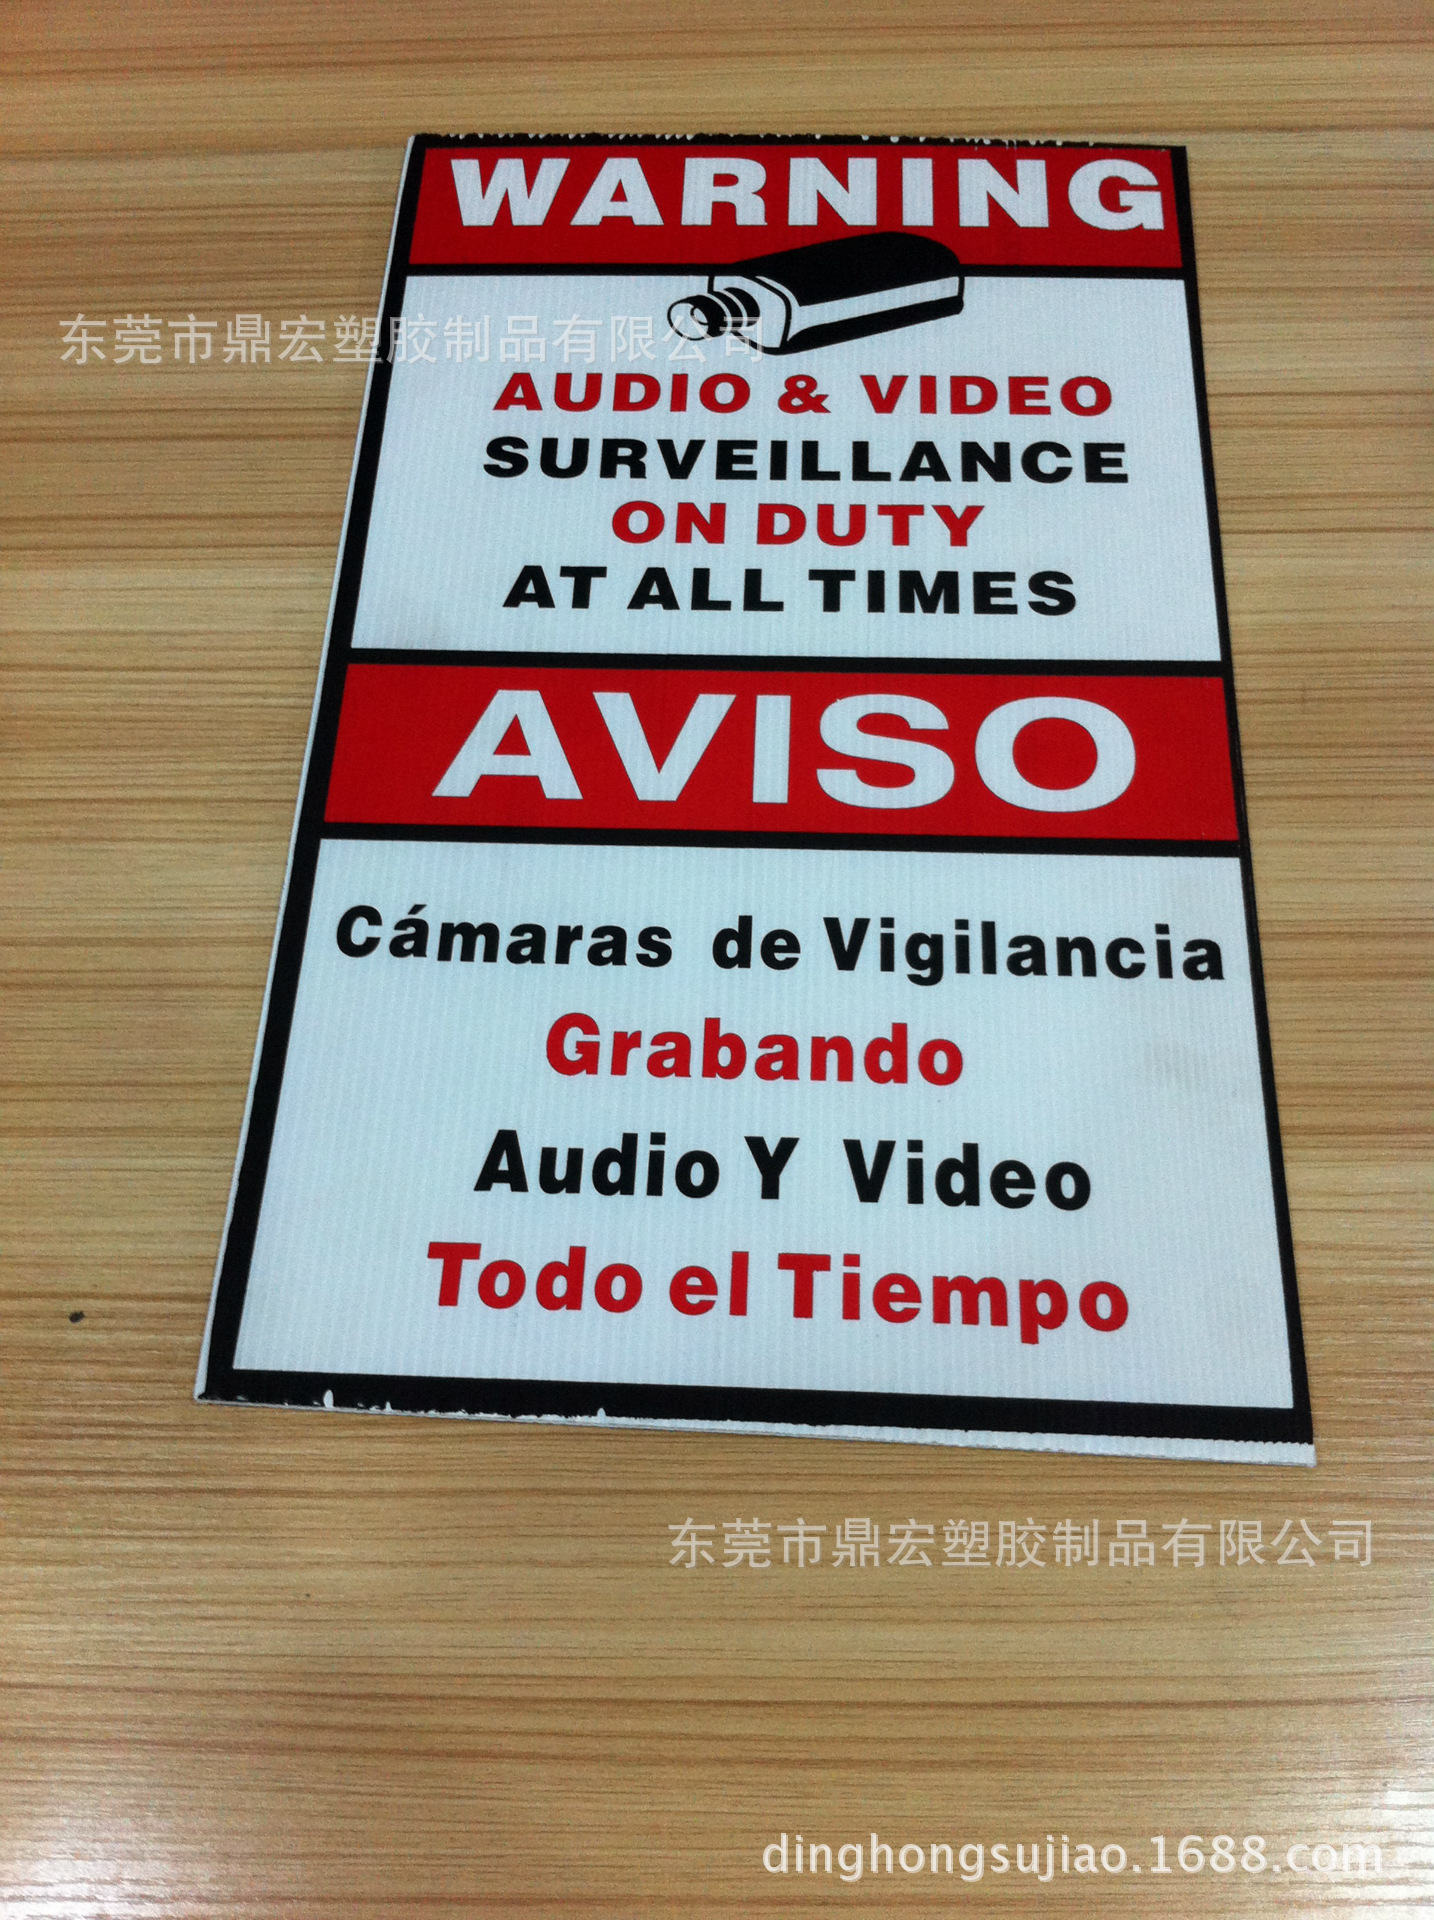 WARNING
东莞市鼎宏塑胶制品有限公司
AUDIO & VIDEO
SURVEILLANCE
ON DUTY
AT ALL TIMES
AVISO
Cámaras de Vigilancia
Grabando
Audio Y Video
Todo el Tiempo
东莞市鼎宏塑胶制品有限公司
dinghongsujiao.1688.com